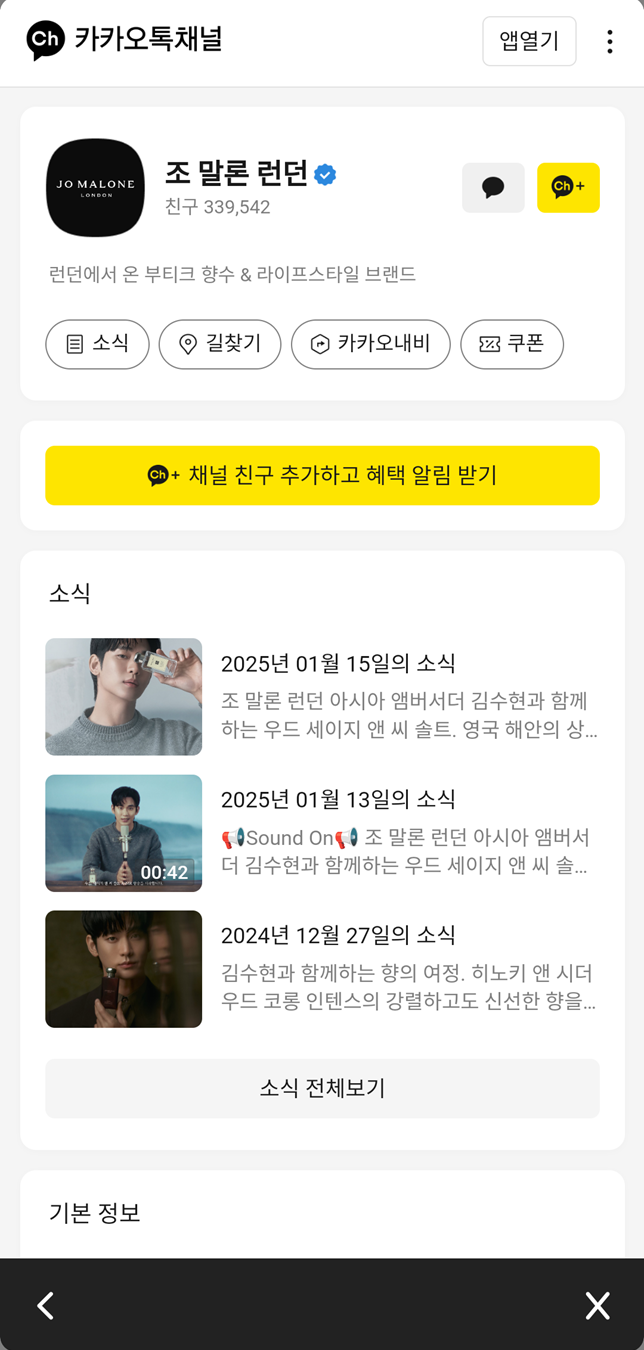 Ch 카카오톡채널
앱열기
JO MALONE
LONDON
조 말론 런던
친구 339,542
Ch+
런던에서 온 부티크 향수 & 라이프스타일 브랜드
소식
길찾기
카카오내비
쿠폰
Ch+ 채널 친구 추가하고 혜택 알림 받기
소식
2025년 01월 15일의 소식
조 말론 런던 아시아 앰버서더 김수현과 함께
하는 우드 세이지 앤 씨 솔트. 영국 해안의 상...
2025년 01월 13일의 소식
📢Sound On📢 조 말론 런던 아시아 앰버서
더 김수현과 함께하는 우드 세이지 앤 씨 솔...
00:42
2024년 12월 27일의 소식
김수현과 함께하는 향의 여정. 히노키 앤 시더
우드 코롱 인텐스의 강렬하고도 신선한 향을...
소식 전체보기
기본 정보